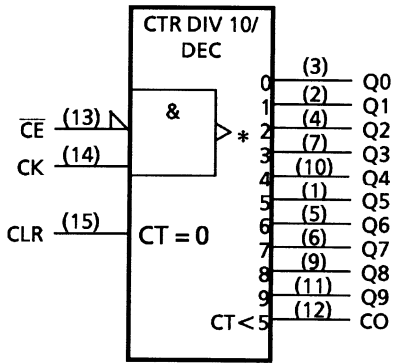 CTR DIV 10/
DEC
&
*
C̅E̅ (13)
CK (14)
CLR (15)
CT = 0
0 (3) Q0
1 (2) Q1
2 (4) Q2
3 (7) Q3
4 (10) Q4
5 (1) Q5
6 (5) Q6
7 (6) Q7
8 (9) Q8
9 (11) Q9
CT < 5 (12) CO